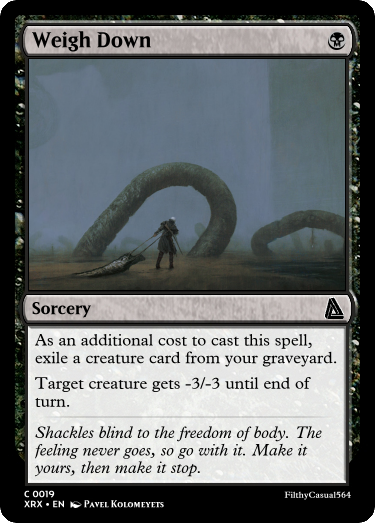 Weigh Down
Sorcery
As an additional cost to cast this spell,
exile a creature card from your graveyard.
Target creature gets -3/-3 until end of
turn.
Shackles blind to the freedom of body. The
feeling never goes, so go with it. Make it
yours, then make it stop.
C 0019
XRX • EN Pavel Kolomeyets
FilthyCasual564